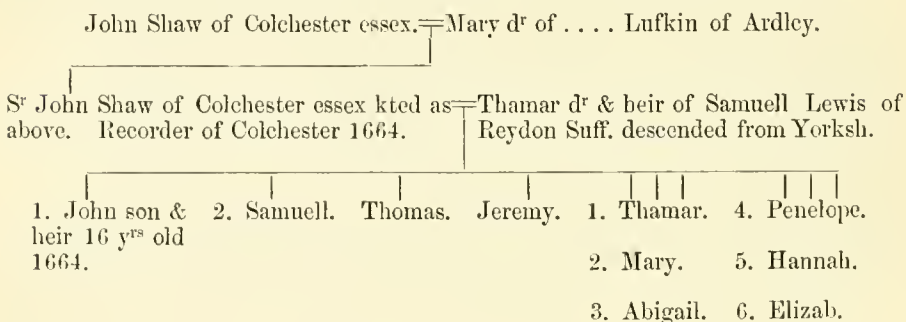 John Shaw of Colchester essex. Mary dʳ of . . . . Lufkin of Ardley.
Sʳ John Shaw of Colchester essex kted as Thamar dʳ & heir of Samuell Lewis of
above. Recorder of Colchester 1664. Reydon Suff. descended from Yorksh.
1. John son & 2. Samuell. Thomas. Jeremy. 1. Thamar. 4. Penelope.
heir 16 yʳˢ old
1664.
2. Mary. 5. Hannah.
3. Abigail. 6. Elizab.